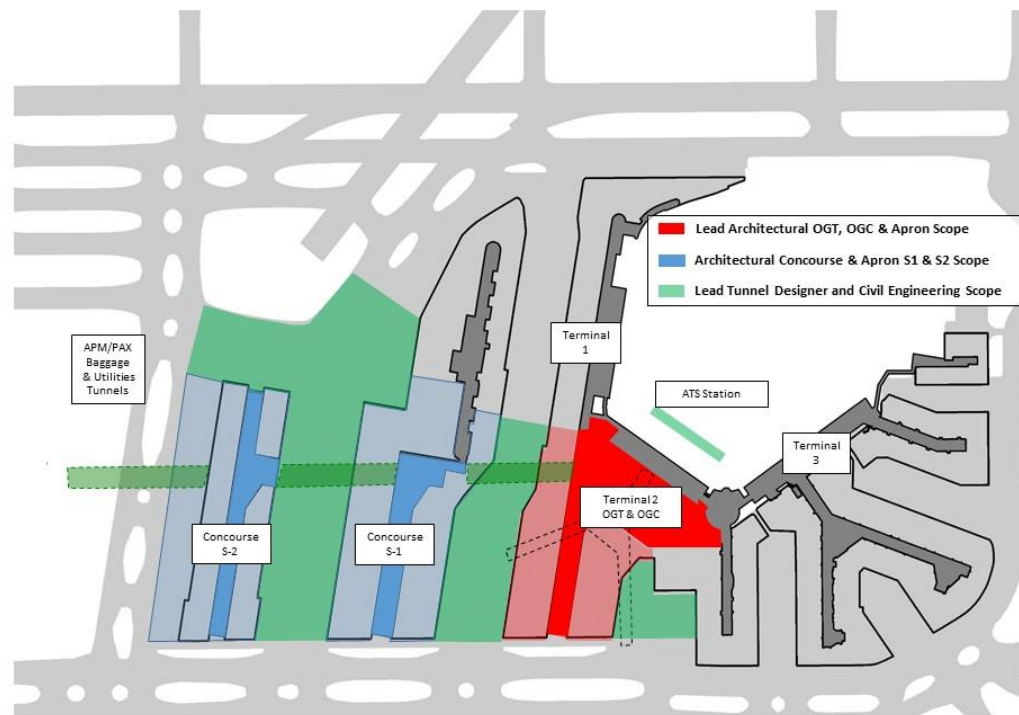 Lead Architectural OGT, OGC & Apron Scope
Architectural Concourse & Apron S1 & S2 Scope
Lead Tunnel Designer and Civil Engineering Scope
Terminal
1
APM/PAX
Baggage
& Utilities
Tunnels
ATS Station
Terminal
3
Terminal 2
OGT & OGC
Concourse
S-2
Concourse
S-1